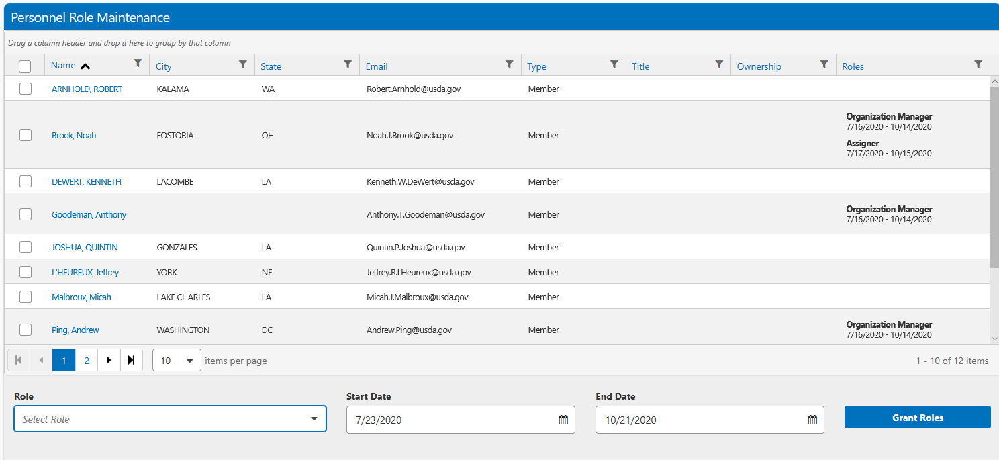 Personnel Role Maintenance
Drag a column header and drop it here to group by that column
Name City State Email Type Title Ownership Roles
ARNHOLD, ROBERT KALAMA WA Robert.Arnhold@usda.gov Member
Brook, Noah FOSTORIA OH Noah.J.Brook@usda.gov Member
Organization Manager
7/16/2020 - 10/14/2020
Assigner
7/17/2020 - 10/15/2020
DEWERT, KENNETH LACOMBE LA Kenneth.W.DeWert@usda.gov Member
Goodeman, Anthony Anthony.T.Goodeman@usda.gov Member
Organization Manager
7/16/2020 - 10/14/2020
JOSHUA, QUINTIN GONZALES LA Quintin.P.Joshua@usda.gov Member
L'HEUREUX, Jeffrey YORK NE Jeffrey.R.LHeureux@usda.gov Member
Malbroux, Micah LAKE CHARLES LA Micah.J.Malbroux@usda.gov Member
Ping, Andrew WASHINGTON DC Andrew.Ping@usda.gov Member
Organization Manager
7/16/2020 - 10/14/2020
1 2 10 items per page 1 - 10 of 12 items
Role Start Date End Date
Select Role 7/23/2020 10/21/2020 Grant Roles